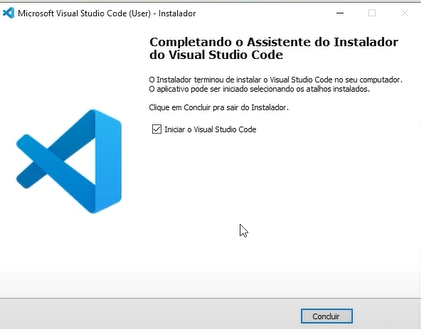 Microsoft Visual Studio Code (User) - Instalador
Completando o Assistente do Instalador
do Visual Studio Code
O Instalador terminou de instalar o Visual Studio Code no seu computador.
O aplicativo pode ser iniciado selecionando os atalhos instalados.
Clique em Concluir pra sair do Instalador.
Iniciar o Visual Studio Code
Concluir